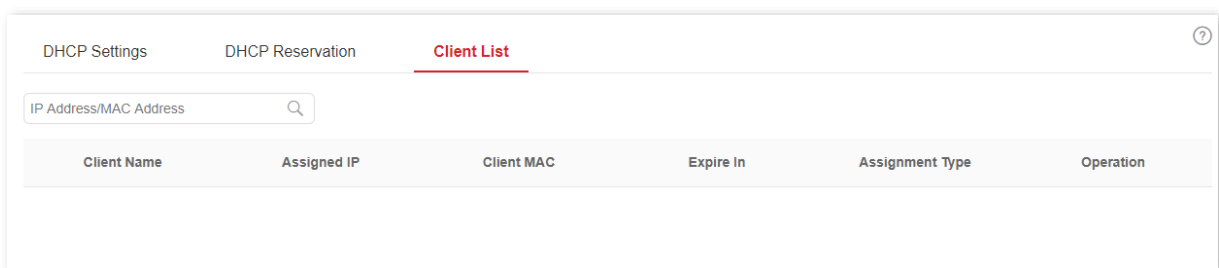 DHCP Settings DHCP Reservation Client List ?
IP Address/MAC Address
Client Name Assigned IP Client MAC Expire In Assignment Type Operation